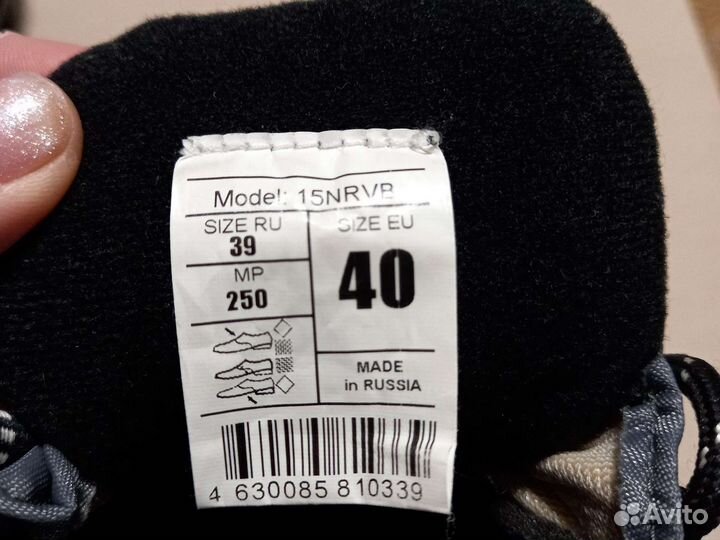 Model: 15NRVB
SIZE RU
39
MP
250
SIZE EU
40
MADE
in RUSSIA
4 630085 810339
Avito